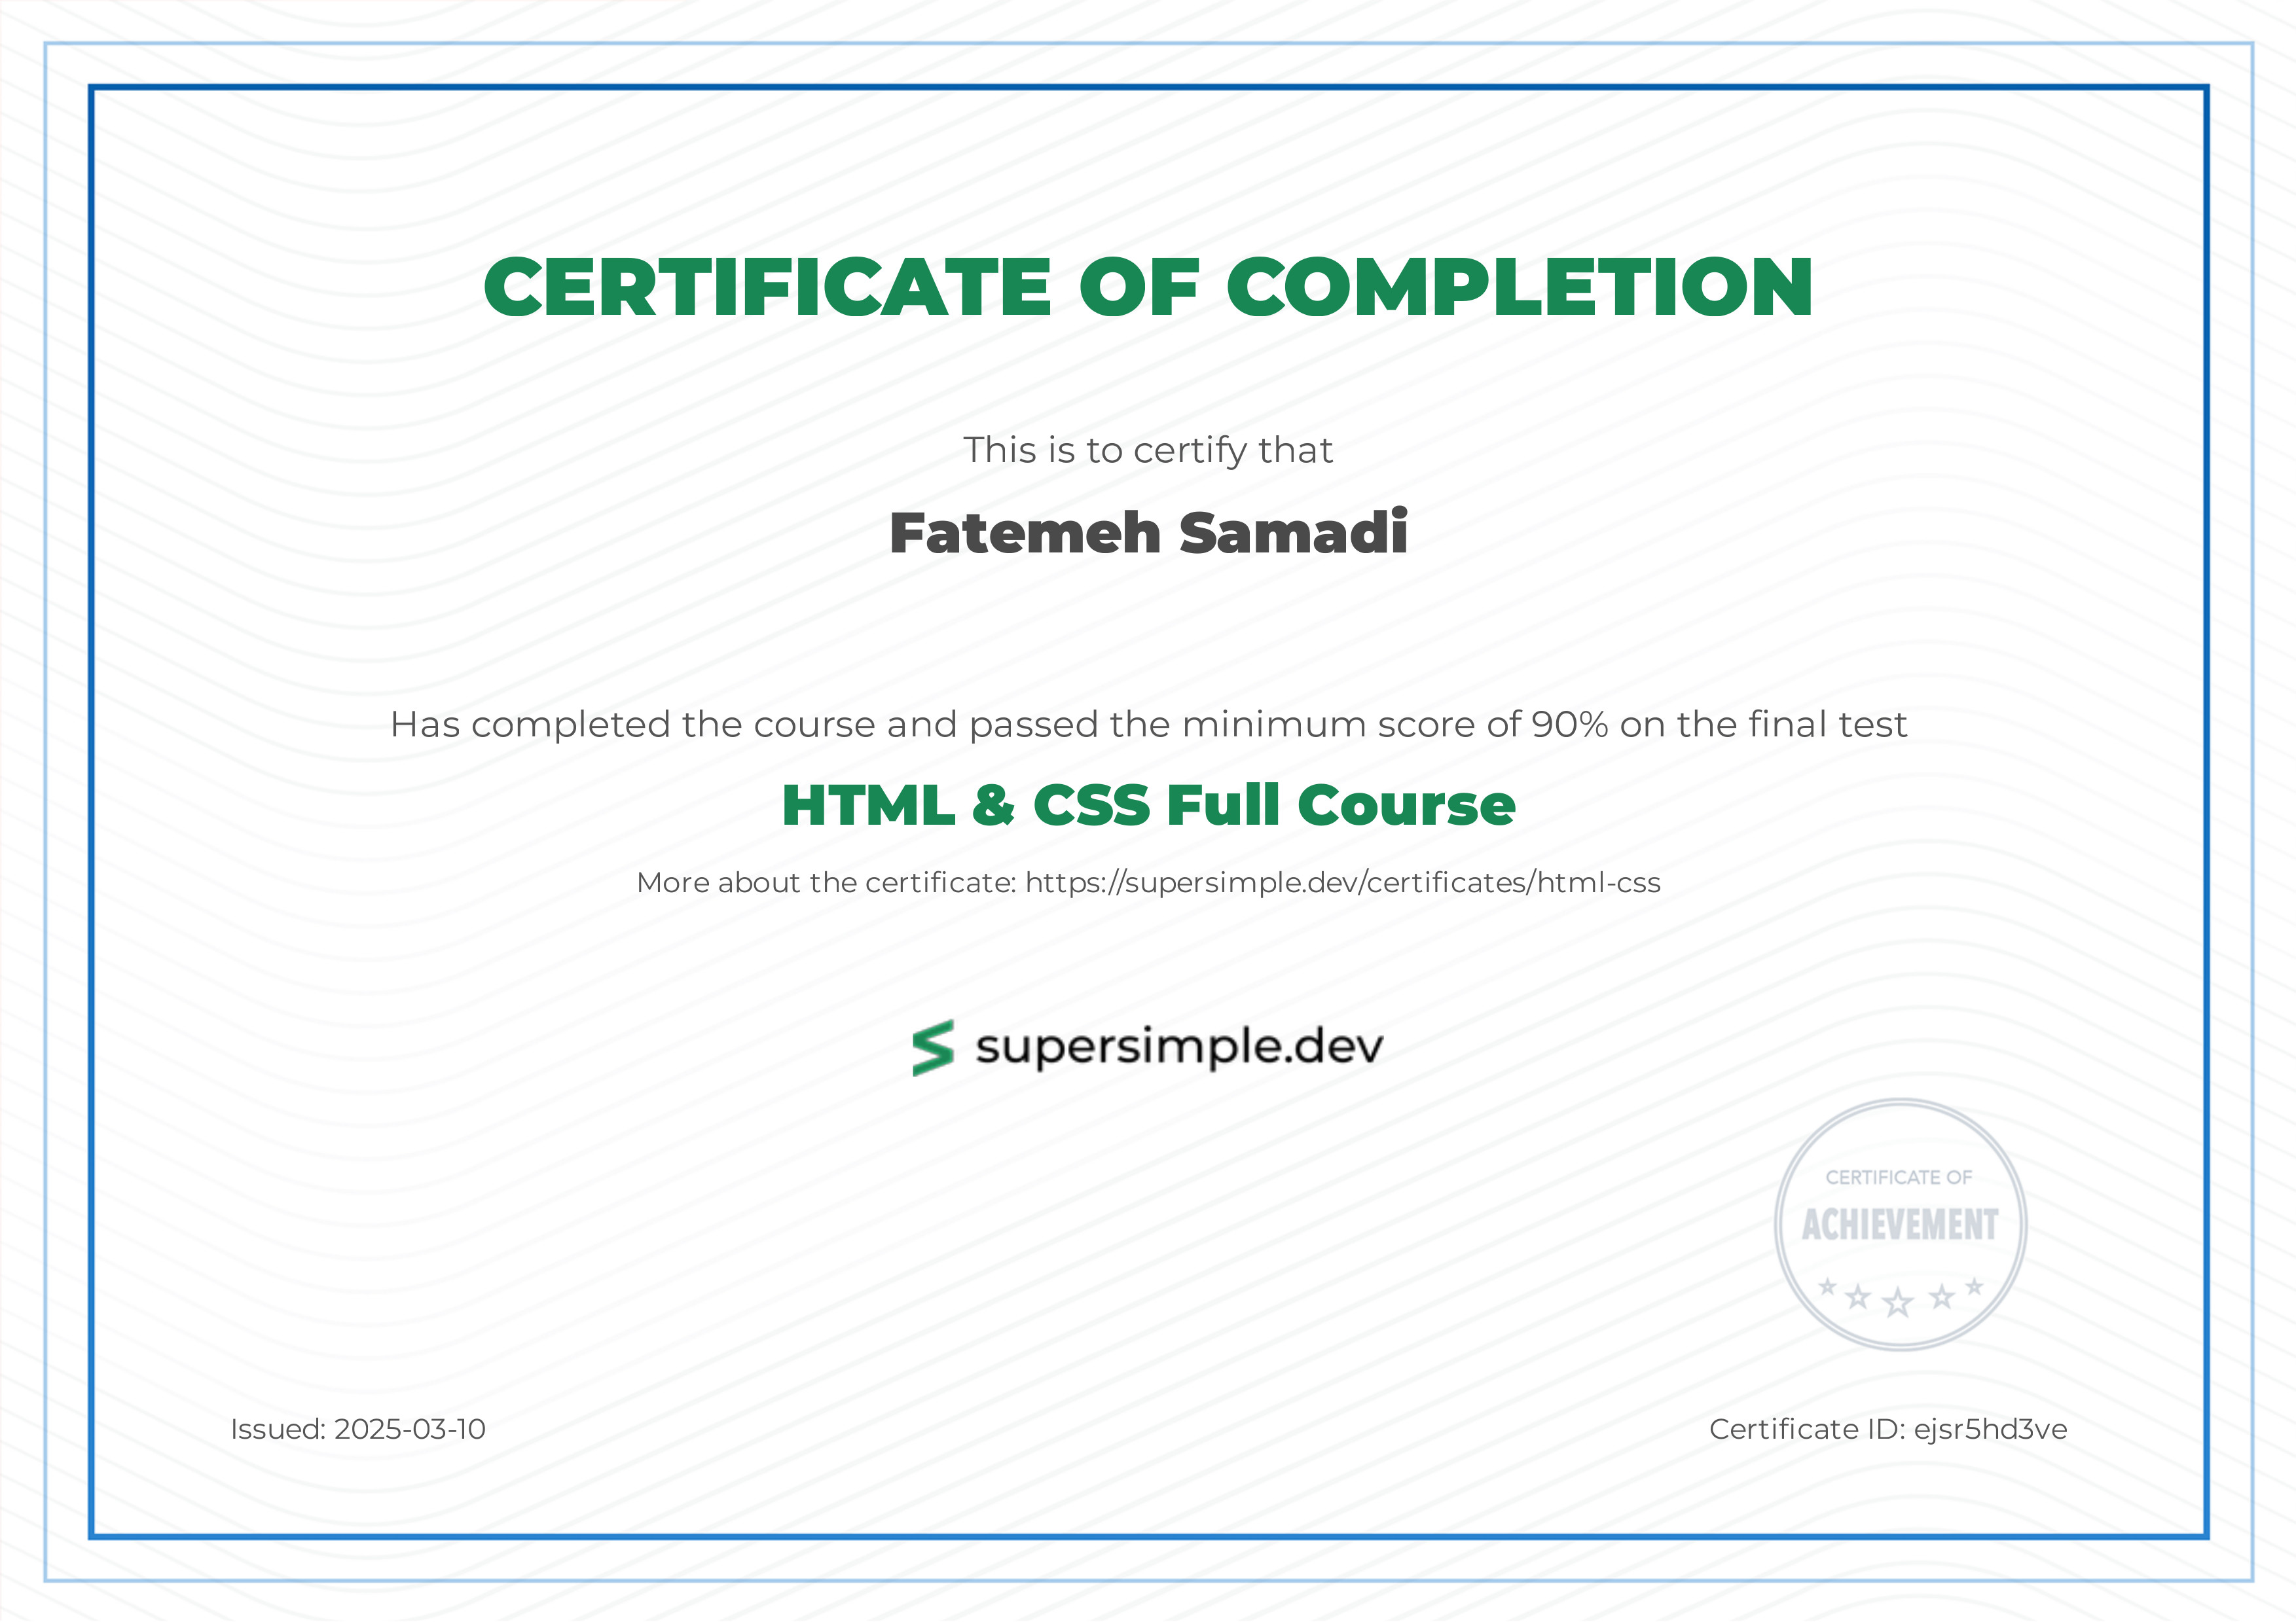 CERTIFICATE OF COMPLETION
This is to certify that
Fatemeh Samadi
Has completed the course and passed the minimum score of 90% on the final test
HTML & CSS Full Course
More about the certificate: https://supersimple.dev/certificates/html-css
supersimple.dev
CERTIFICATE OF
ACHIEVEMENT
Issued: 2025-03-10
Certificate ID: ejsr5hd3ve